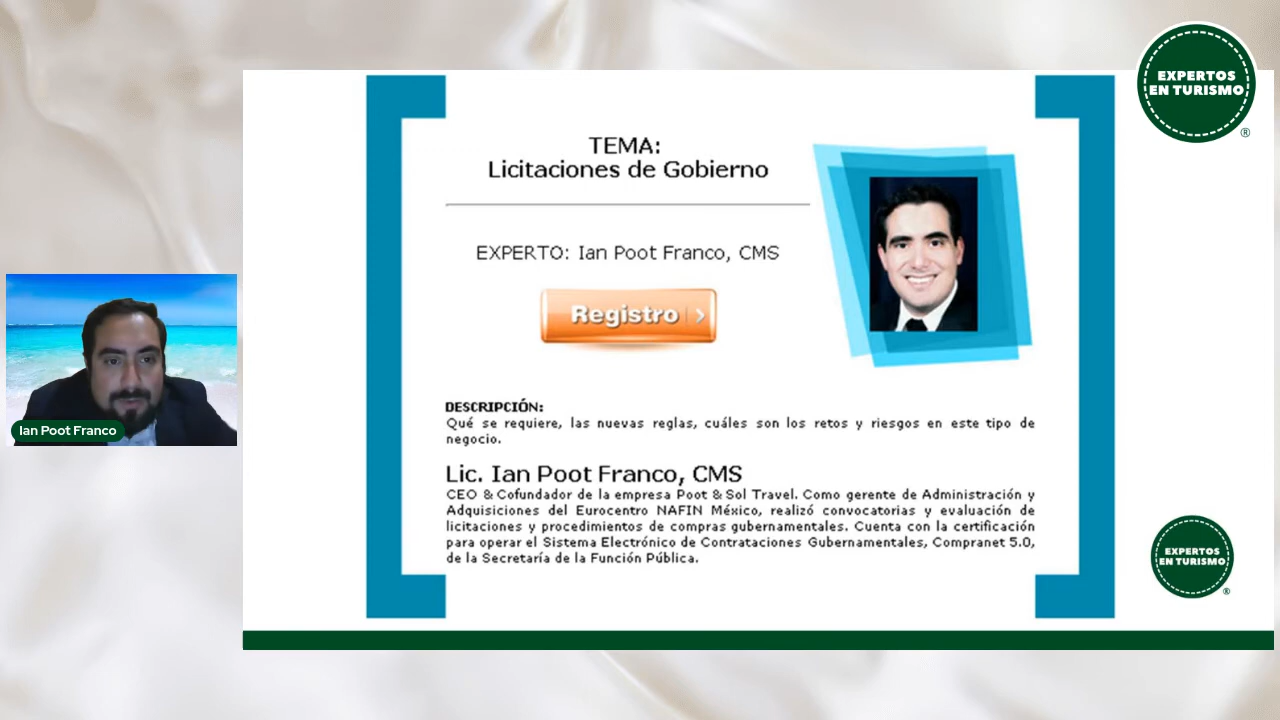 EXPERTOS
EN TURISMO
®
TEMA:
Licitaciones de Gobierno
EXPERTO: Ian Poot Franco, CMS
Registro
DESCRIPCIÓN:
Qué se requiere, las nuevas reglas, cuáles son los retos y riesgos en este tipo de
negocio.
Lic. Ian Poot Franco, CMS
CEO & Cofundador de la empresa Poot & Sol Travel. Como gerente de Administración y
Adquisiciones del Eurocentro NAFIN México, realizó convocatorias y evaluación de
licitaciones y procedimientos de compras gubernamentales. Cuenta con la certificación
para operar el Sistema Electrónico de Contrataciones Gubernamentales, Compranet 5.0,
de la Secretaría de la Función Pública.
Ian Poot Franco
EXPERTOS
EN TURISMO
®